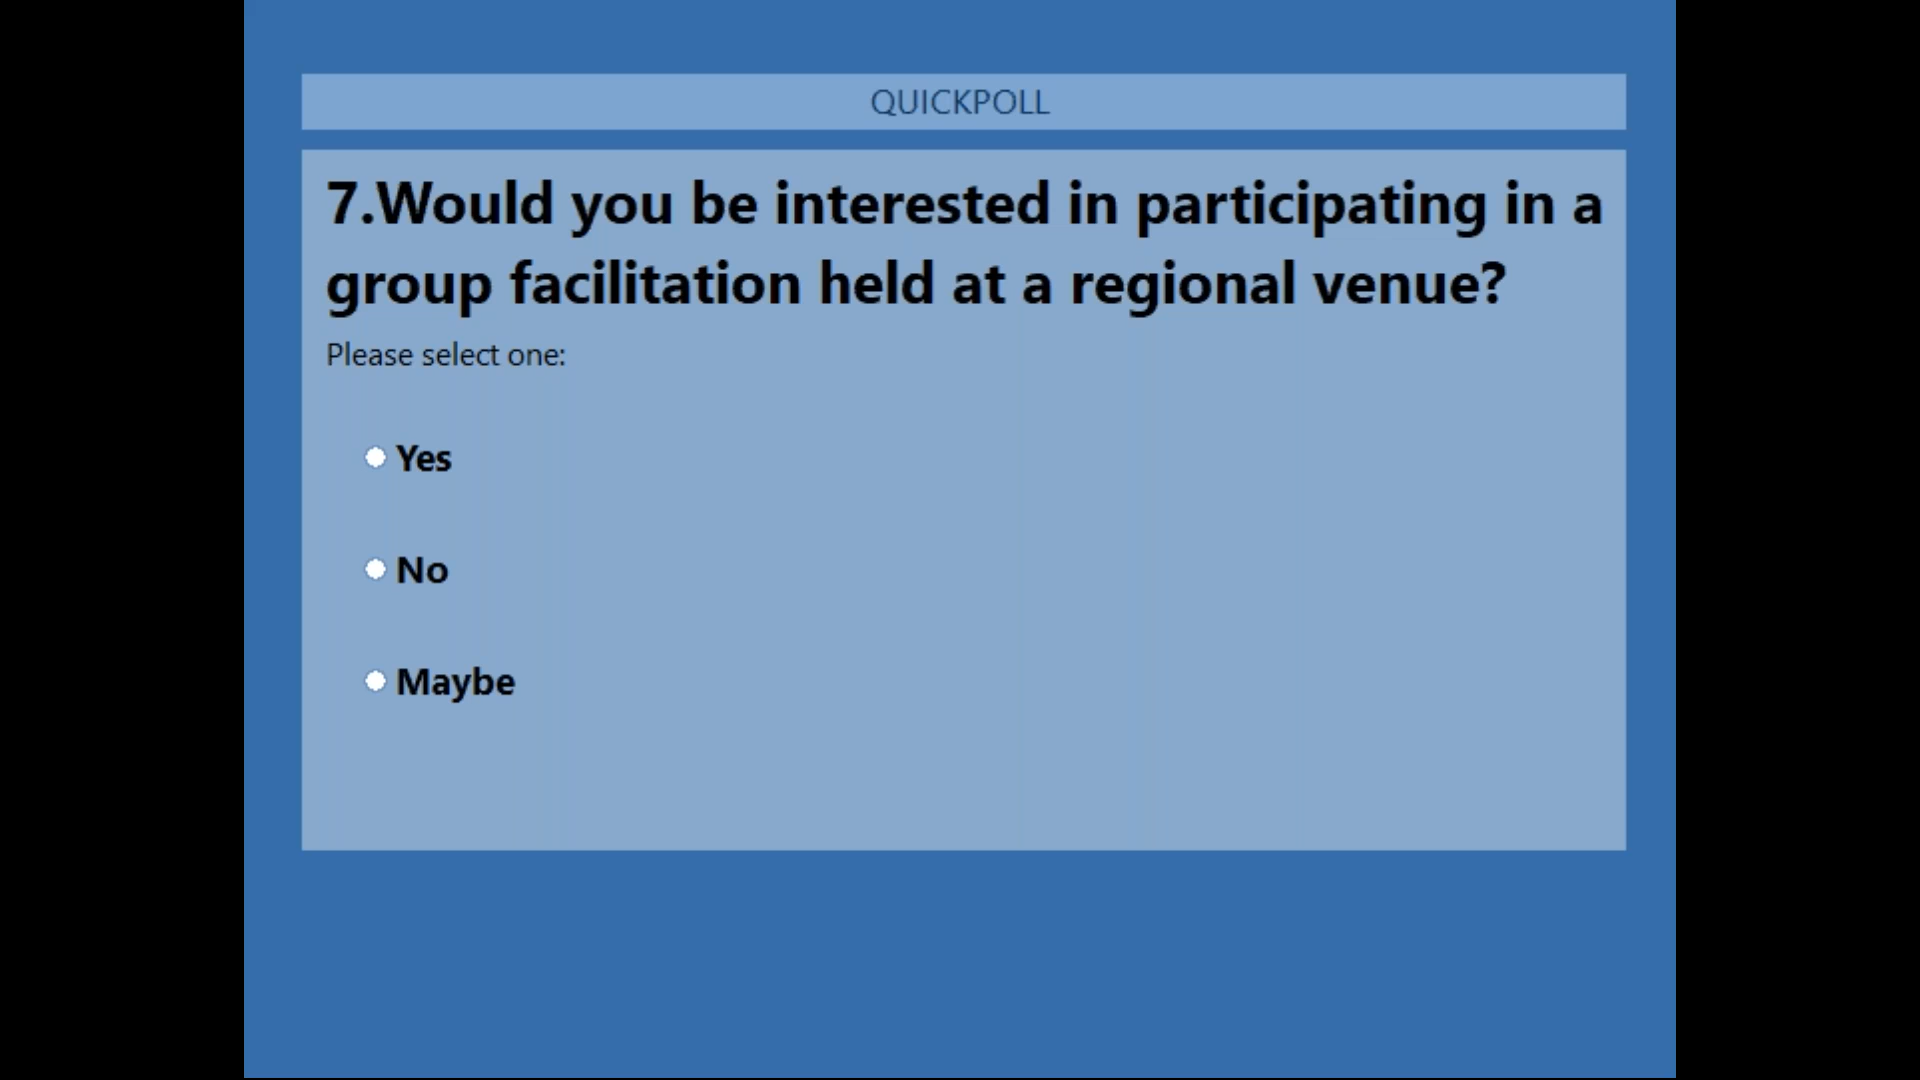 QUICKPOLL
7.Would you be interested in participating in a
group facilitation held at a regional venue?
Please select one:
Yes
No
Maybe